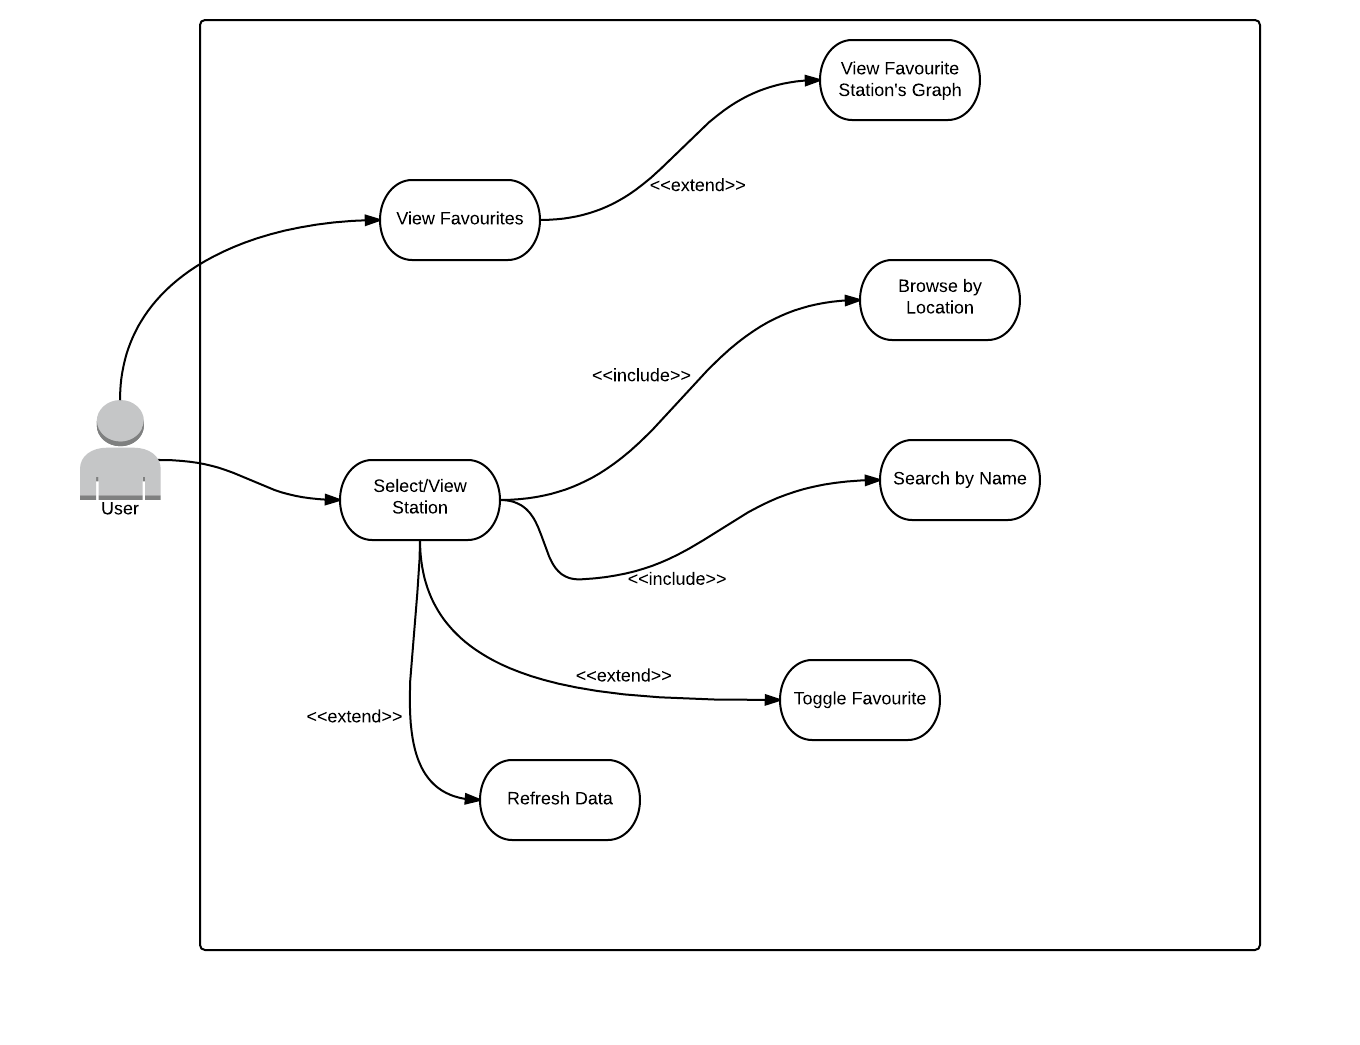 View Favourite
Station's Graph
<<extend>>
View Favourites
Browse by
Location
<<include>>
Search by Name
Select/View
Station
User
<<include>>
<<extend>>
Toggle Favourite
<<extend>>
Refresh Data